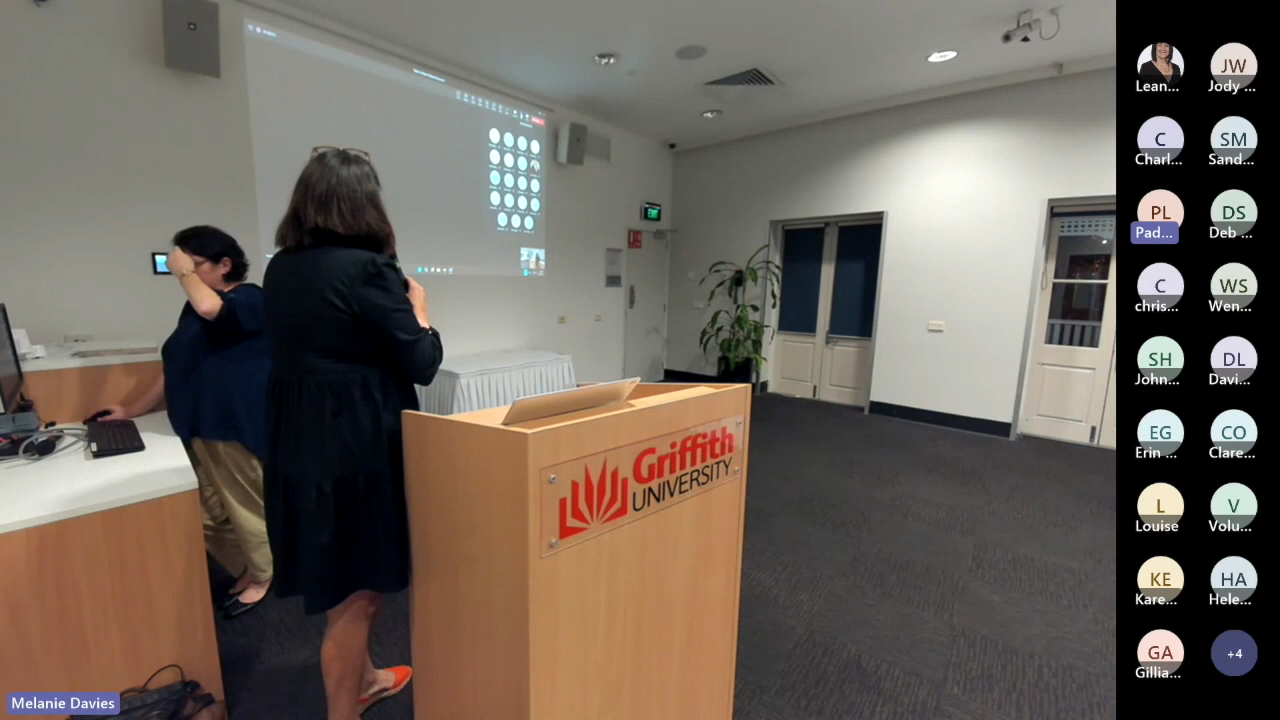 EXIT
Griffith
UNIVERSITY
Melanie Davies
Lean...
JW
Jody ...
C
Charl...
SM
Sand...
PL
Pad...
DS
Deb ...
C
chris...
WS
Wen...
SH
John...
DL
Davi...
EG
Erin ...
CO
Clare...
L
Louise
V
Volu...
KE
Kare...
HA
Hele...
GA
Gillia...
+4